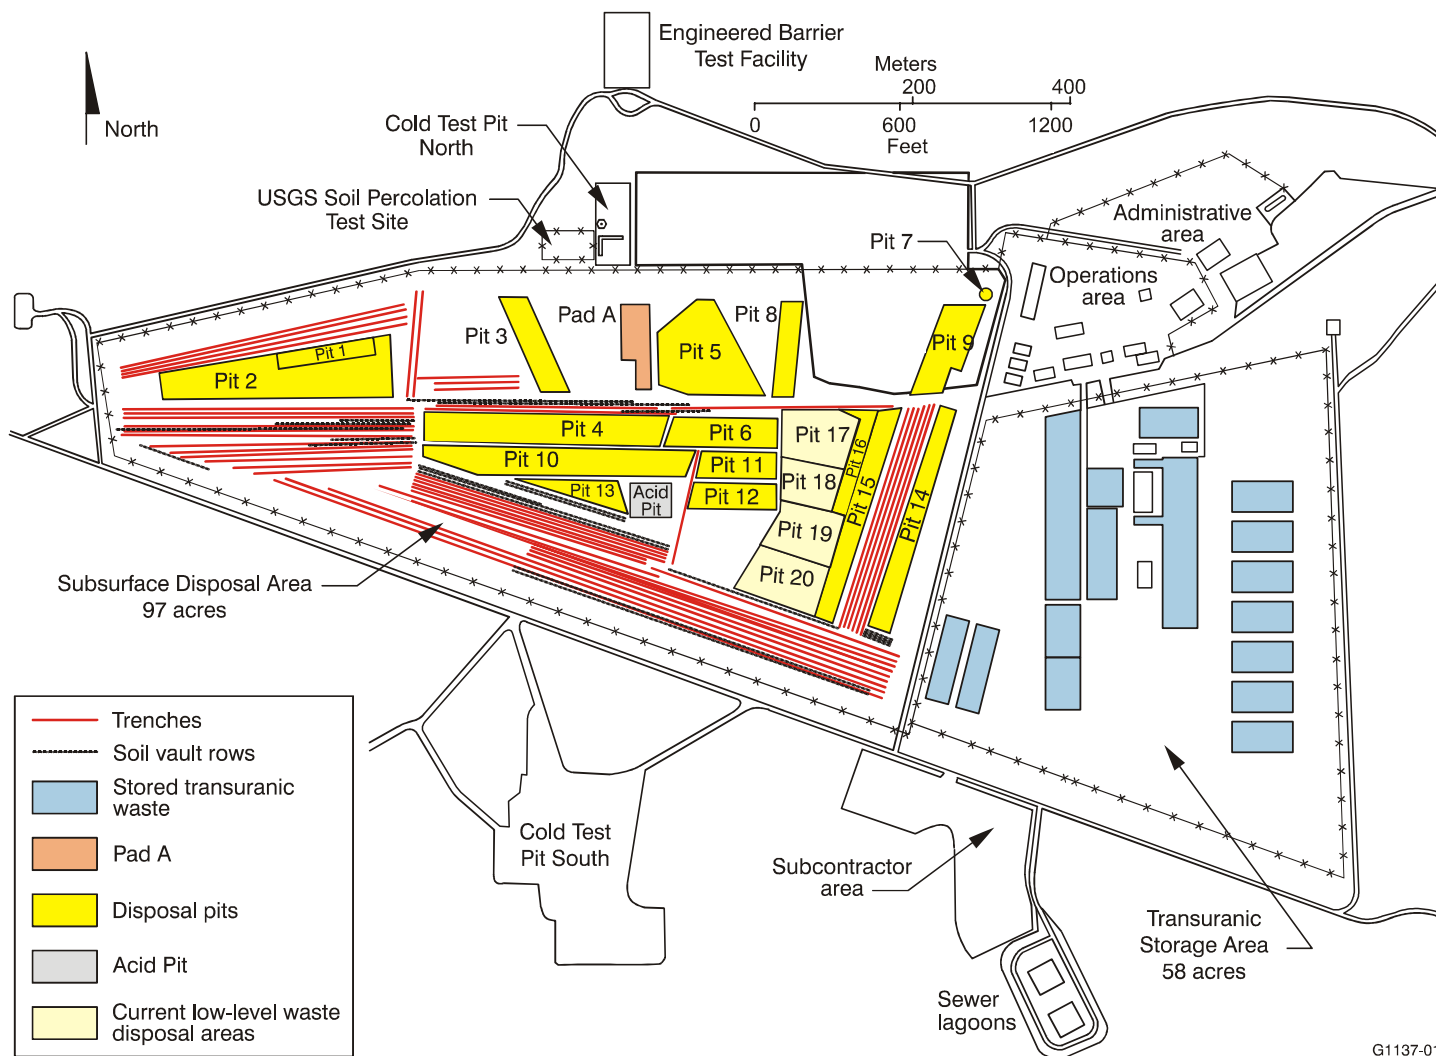 Engineered Barrier
Test Facility
Meters
200
400
0
600
1200
Feet
North
Cold Test Pit
North
USGS Soil Percolation
Test Site
Administrative
area
Pit 7
Operations
area
Pit 3
Pad A
Pit 5
Pit 8
Pit 9
Pit 1
Pit 2
Pit 4
Pit 6
Pit 17
Pit 16
Pit 10
Pit 11
Pit 18
Pit 13
Acid
Pit
Pit 12
Pit 15
Pit 14
Pit 19
Pit 20
Subsurface Disposal Area
97 acres
Trenches
Soil vault rows
Stored transuranic
waste
Pad A
Disposal pits
Acid Pit
Current low-level waste
disposal areas
Cold Test
Pit South
Subcontractor
area
Transuranic
Storage Area
58 acres
Sewer
lagoons
G1137-01